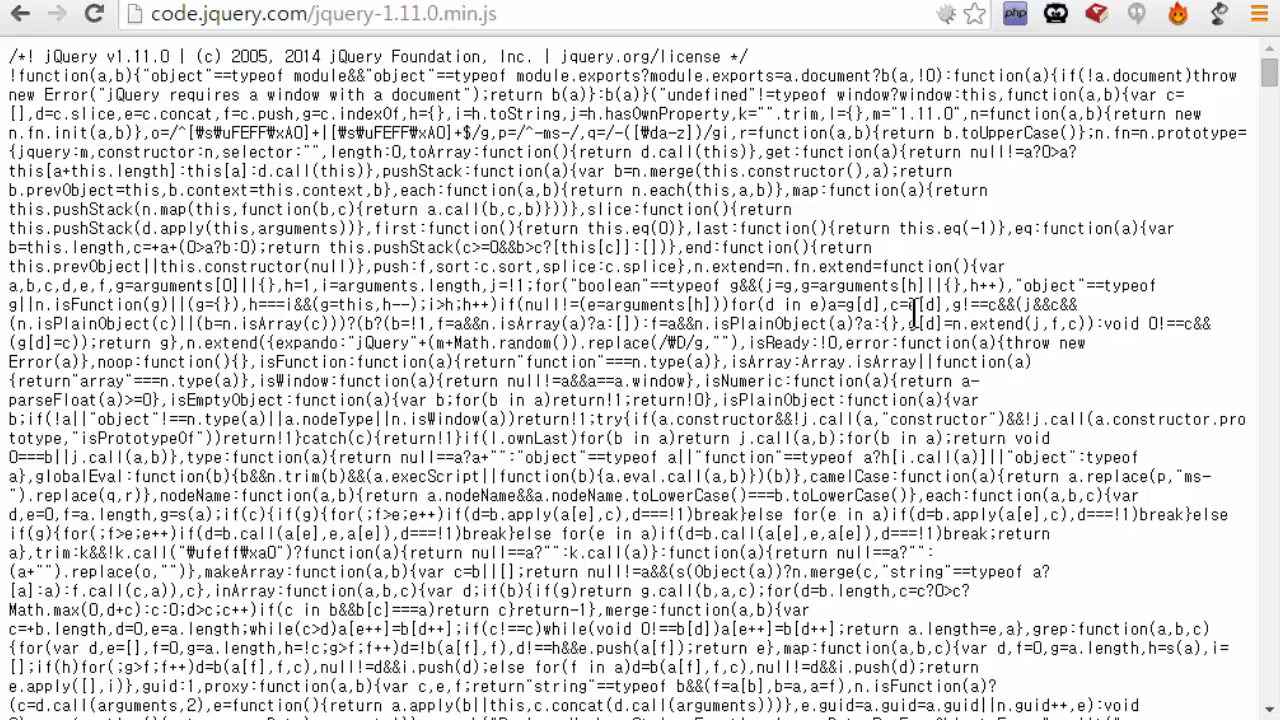 code.jquery.com/jquery-1.11.0.min.js
php
/*! jQuery v1.11.0 | (c) 2005, 2014 jQuery Foundation, Inc. | jquery.org/license */
!function(a,b){"object"==typeof module&&"object"==typeof module.exports?module.exports=a.document?b(a,!0):function(a){if(!a.document)throw
new Error("jQuery requires a window with a document");return b(a)}:b(a)}("undefined"!=typeof window?window:this,function(a,b){var c=
[],d=c.slice,e=c.concat,f=c.push,g=c.indexOf,h={},i=h.toString,j=h.hasOwnProperty,k="".trim,l={},m="1.11.0",n=function(a,b){return new
n.fn.init(a,b)},o=/^[₩s₩uFEFF₩xA0]+|[₩s₩uFEFF₩xA0]+$/g,p=/^-ms-/,q=/-([₩da-z])/gi,r=function(a,b){return b.toUpperCase()};n.fn=n.prototype=
{jquery:m,constructor:n,selector:"",length:0,toArray:function(){return d.call(this)},get:function(a){return null!=a?0>a?
this[a+this.length]:this[a]:d.call(this)},pushStack:function(a){var b=n.merge(this.constructor(),a);return
b.prevObject=this,b.context=this.context,b},each:function(a,b){return n.each(this,a,b)},map:function(a){return
this.pushStack(n.map(this,function(b,c){return a.call(b,c,b)}))},slice:function(){return
this.pushStack(d.apply(this,arguments))},first:function(){return this.eq(0)},last:function(){return this.eq(-1)},eq:function(a){var
b=this.length,c=+a+(0>a?b:0);return this.pushStack(c>=0&&b>c?[this[c]]:[])},end:function(){return
this.prevObject||this.constructor(null)},push:f,sort:c.sort,splice:c.splice},n.extend=n.fn.extend=function(){var
a,b,c,d,e,f,g=arguments[0]||{},h=1,i=arguments.length,j=!1;for("boolean"==typeof g&&(j=g,g=arguments[h]||{},h++),"object"==typeof
g||n.isFunction(g)||(g={}),h===i&&(g=this,h--);i>h;h++)if(null!=(e=arguments[h]))for(d in e)a=g[d],c=e[d],g!==c&&(j&&c&&
(n.isPlainObject(c)||(b=n.isArray(c)))?(b?(b=!1,f=a&&n.isArray(a)?a:[]):f=a&&n.isPlainObject(a)?a:{},g[d]=n.extend(j,f,c)):void 0!==c&&
(g[d]=c));return g},n.extend({expando:"jQuery"+(m+Math.random()).replace(/₩D/g,""),isReady:!0,error:function(a){throw new
Error(a)},noop:function(){},isFunction:function(a){return"function"===n.type(a)},isArray:Array.isArray||function(a)
{return"array"===n.type(a)},isWindow:function(a){return null!=a&&a==a.window},isNumeric:function(a){return a-
parseFloat(a)>=0},isEmptyObject:function(a){var b;for(b in a)return!1;return!0},isPlainObject:function(a){var
b;if(!a||"object"!==n.type(a)||a.nodeType||n.isWindow(a))return!1;try{if(a.constructor&&!j.call(a,"constructor")&&!j.call(a.constructor.pro
totype,"isPrototypeOf"))return!1}catch(c){return!1}if(l.ownLast)for(b in a)return j.call(a,b);for(b in a);return void
0===b||j.call(a,b)},type:function(a){return null==a?a+"":"object"==typeof a||"function"==typeof a?h[i.call(a)]||"object":typeof
a},globalEval:function(b){b&&n.trim(b)&&(a.execScript||function(b){a.eval.call(a,b)})(b)},camelCase:function(a){return a.replace(p,"ms-
").replace(q,r)},nodeName:function(a,b){return a.nodeName&&a.nodeName.toLowerCase()===b.toLowerCase()},each:function(a,b,c){var
d,e=0,f=a.length,g=s(a);if(c){if(g){for(;f>e;e++)if(d=b.apply(a[e],c),d===!1)break}else for(e in a)if(d=b.apply(a[e],c),d===!1)break}else
if(g){for(;f>e;e++)if(d=b.call(a[e],e,a[e]),d===!1)break}else for(e in a)if(d=b.call(a[e],e,a[e]),d===!1)break;return
a},trim:k&&!k.call("₩ufeff₩xa0")?function(a){return null==a?"":k.call(a)}:function(a){return null==a?"":
(a+"").replace(o,"")},makeArray:function(a,b){var c=b||[];return null!=a&&(s(Object(a))?n.merge(c,"string"==typeof a?
[a]:a):f.call(c,a)),c},inArray:function(a,b,c){var d;if(b){if(g)return g.call(b,a,c);for(d=b.length,c=c?0>c?
Math.max(0,d+c):c:0;d>c;c++)if(c in b&&b[c]===a)return c}return-1},merge:function(a,b){var
c=+b.length,d=0,e=a.length;while(c>d)a[e++]=b[d++];if(c!==c)while(void 0!==b[d])a[e++]=b[d++];return a.length=e,a},grep:function(a,b,c)
{for(var d,e=[],f=0,g=a.length,h=!c;g>f;f++)d=!b(a[f],f),d!==h&&e.push(a[f]);return e},map:function(a,b,c){var d,f=0,g=a.length,h=s(a),i=
[];if(h)for(;g>f;f++)d=b(a[f],f,c),null!=d&&i.push(d);else for(f in a)d=b(a[f],f,c),null!=d&&i.push(d);return
e.apply([],i)},guid:1,proxy:function(a,b){var c,e,f;return"string"==typeof b&&(f=a[b],b=a,a=f),n.isFunction(a)?
(c=d.call(arguments,2),e=function(){return a.apply(b||this,c.concat(d.call(arguments)))},e.guid=a.guid=a.guid||n.guid++,e):void